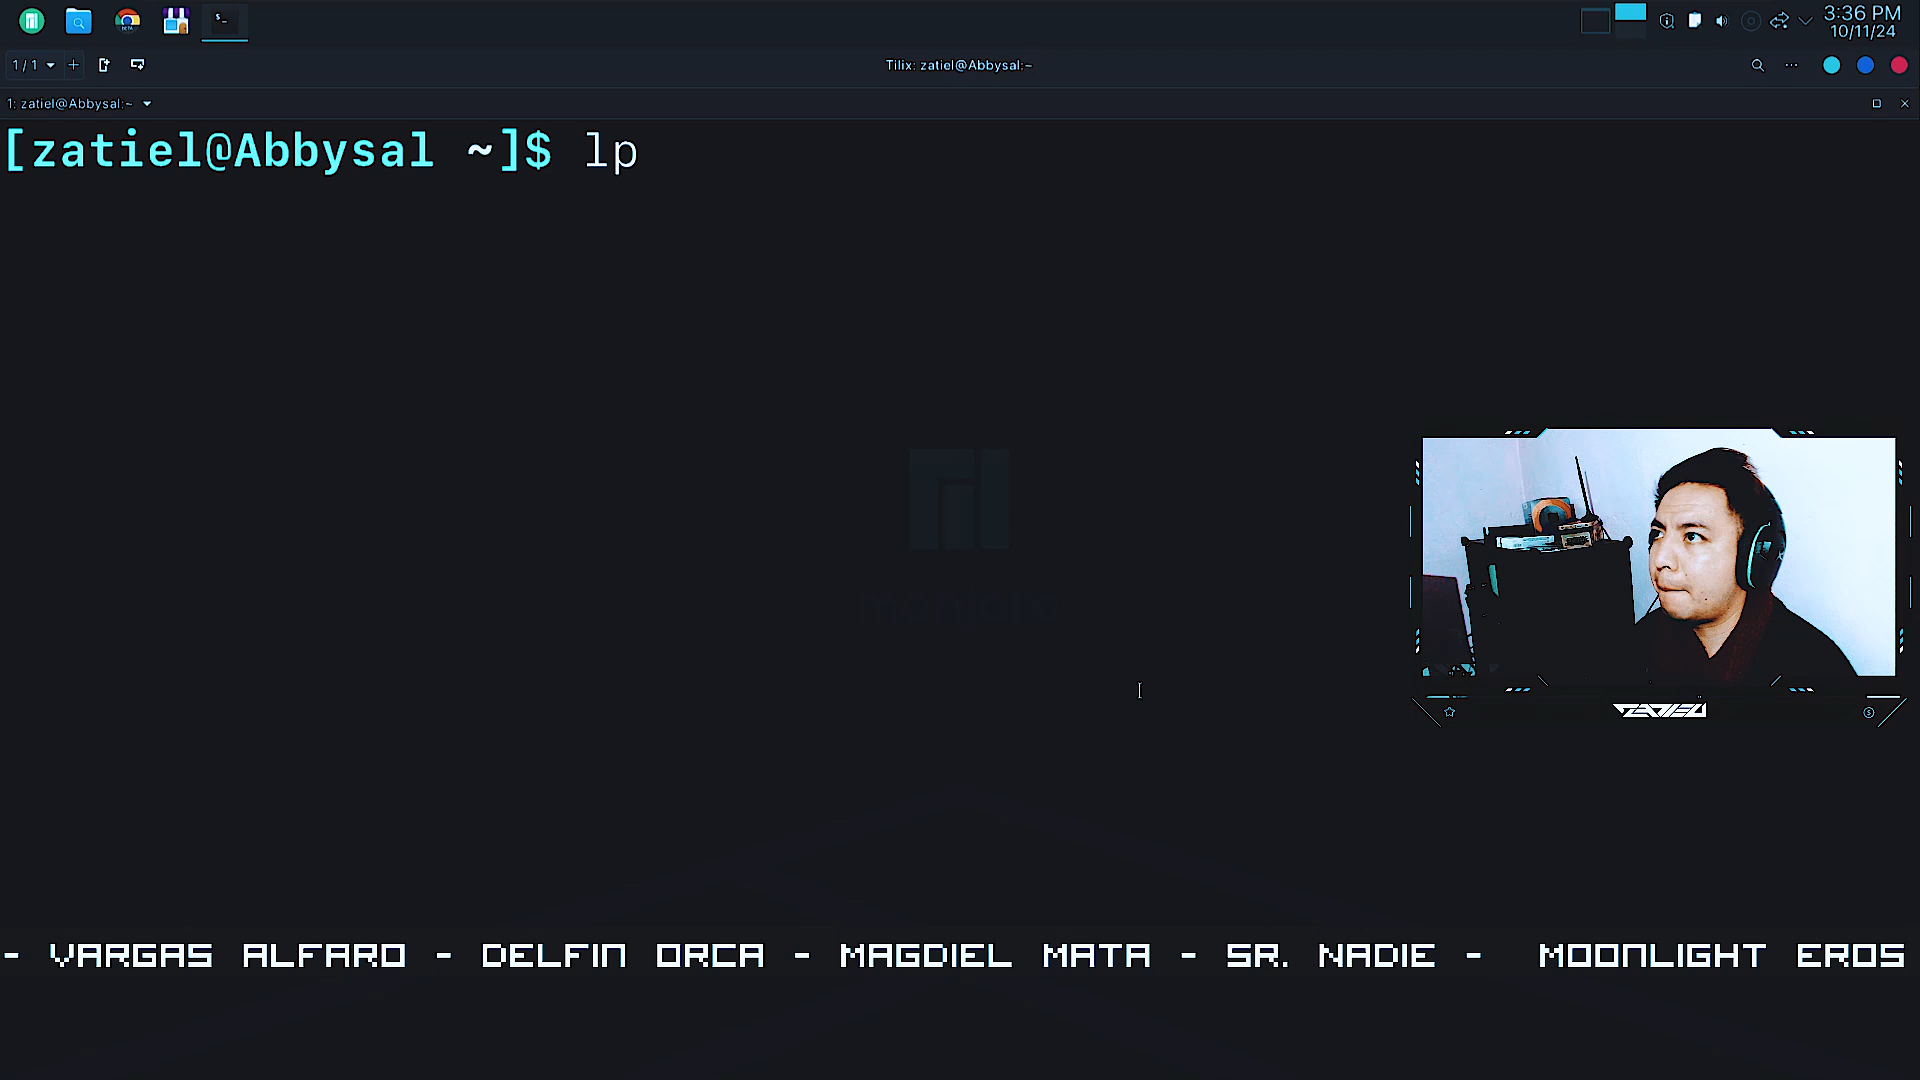 3:36 PM
10/11/24
1 / 1
Tilix: zatiel@Abbysal:~
1: zatiel@Abbysal:~
[zatiel@Abbysal ~]$ lp
ZATIEL
- VARGAS ALFARO - DELFIN ORCA - MAGDIEL MATA - SR. NADIE - MOONLIGHT EROS